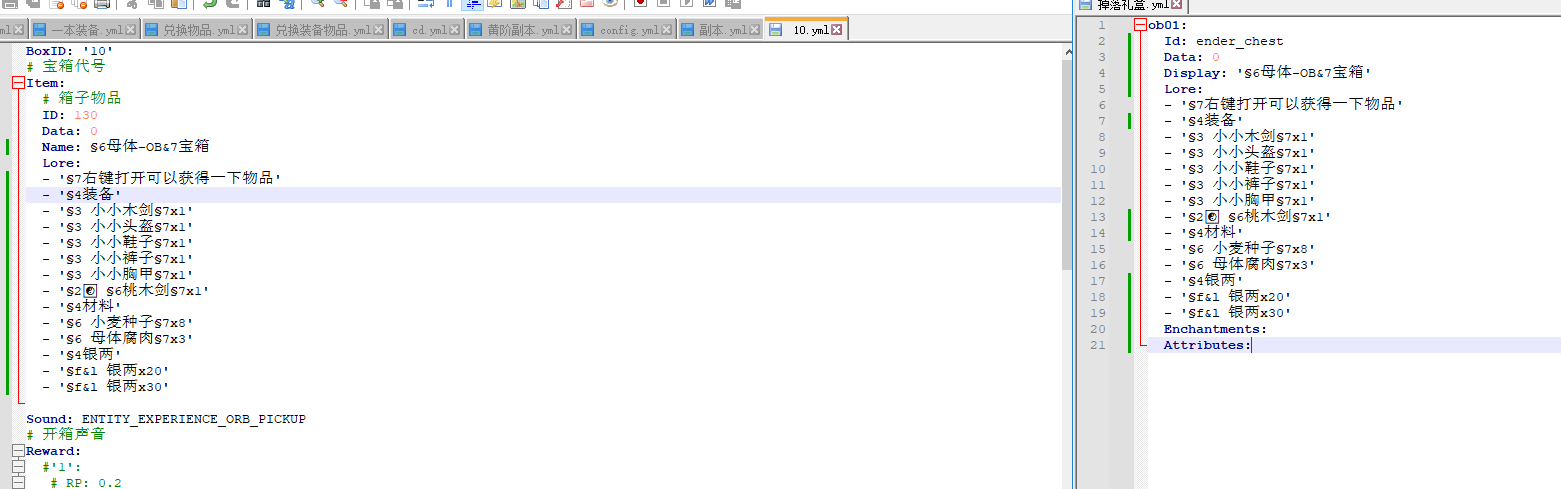 yml
一本装备.yml
兑换物品.yml
兑换装备物品.yml
cd.yml
黄阶副本.yml
config.yml
副本.yml
10.yml
BoxID: '10'
# 宝箱代号
Item:
# 箱子物品
ID: 130
Data: 0
Name: §6母体-OB&7宝箱
Lore:
- '§7右键打开可以获得一下物品'
- '§4装备'
- '§3 小小木剑§7x1'
- '§3 小小头盔§7x1'
- '§3 小小鞋子§7x1'
- '§3 小小裤子§7x1'
- '§3 小小胸甲§7x1'
- '§2☯ §6桃木剑§7x1'
- '§4材料'
- '§6 小麦种子§7x8'
- '§6 母体腐肉§7x3'
- '§4银两'
- '§f&l 银两x20'
- '§f&l 银两x30'
Sound: ENTITY_EXPERIENCE_ORB_PICKUP
# 开箱声音
Reward:
#'1':
# RP: 0.2
掉落礼盒.yml
1 ob01:
2 Id: ender_chest
3 Data: 0
4 Display: '§6母体-OB&7宝箱'
5 Lore:
6 - '§7右键打开可以获得一下物品'
7 - '§4装备'
8 - '§3 小小木剑§7x1'
9 - '§3 小小头盔§7x1'
10 - '§3 小小鞋子§7x1'
11 - '§3 小小裤子§7x1'
12 - '§3 小小胸甲§7x1'
13 - '§2☯ §6桃木剑§7x1'
14 - '§4材料'
15 - '§6 小麦种子§7x8'
16 - '§6 母体腐肉§7x3'
17 - '§4银两'
18 - '§f&l 银两x20'
19 - '§f&l 银两x30'
20 Enchantments:
21 Attributes: